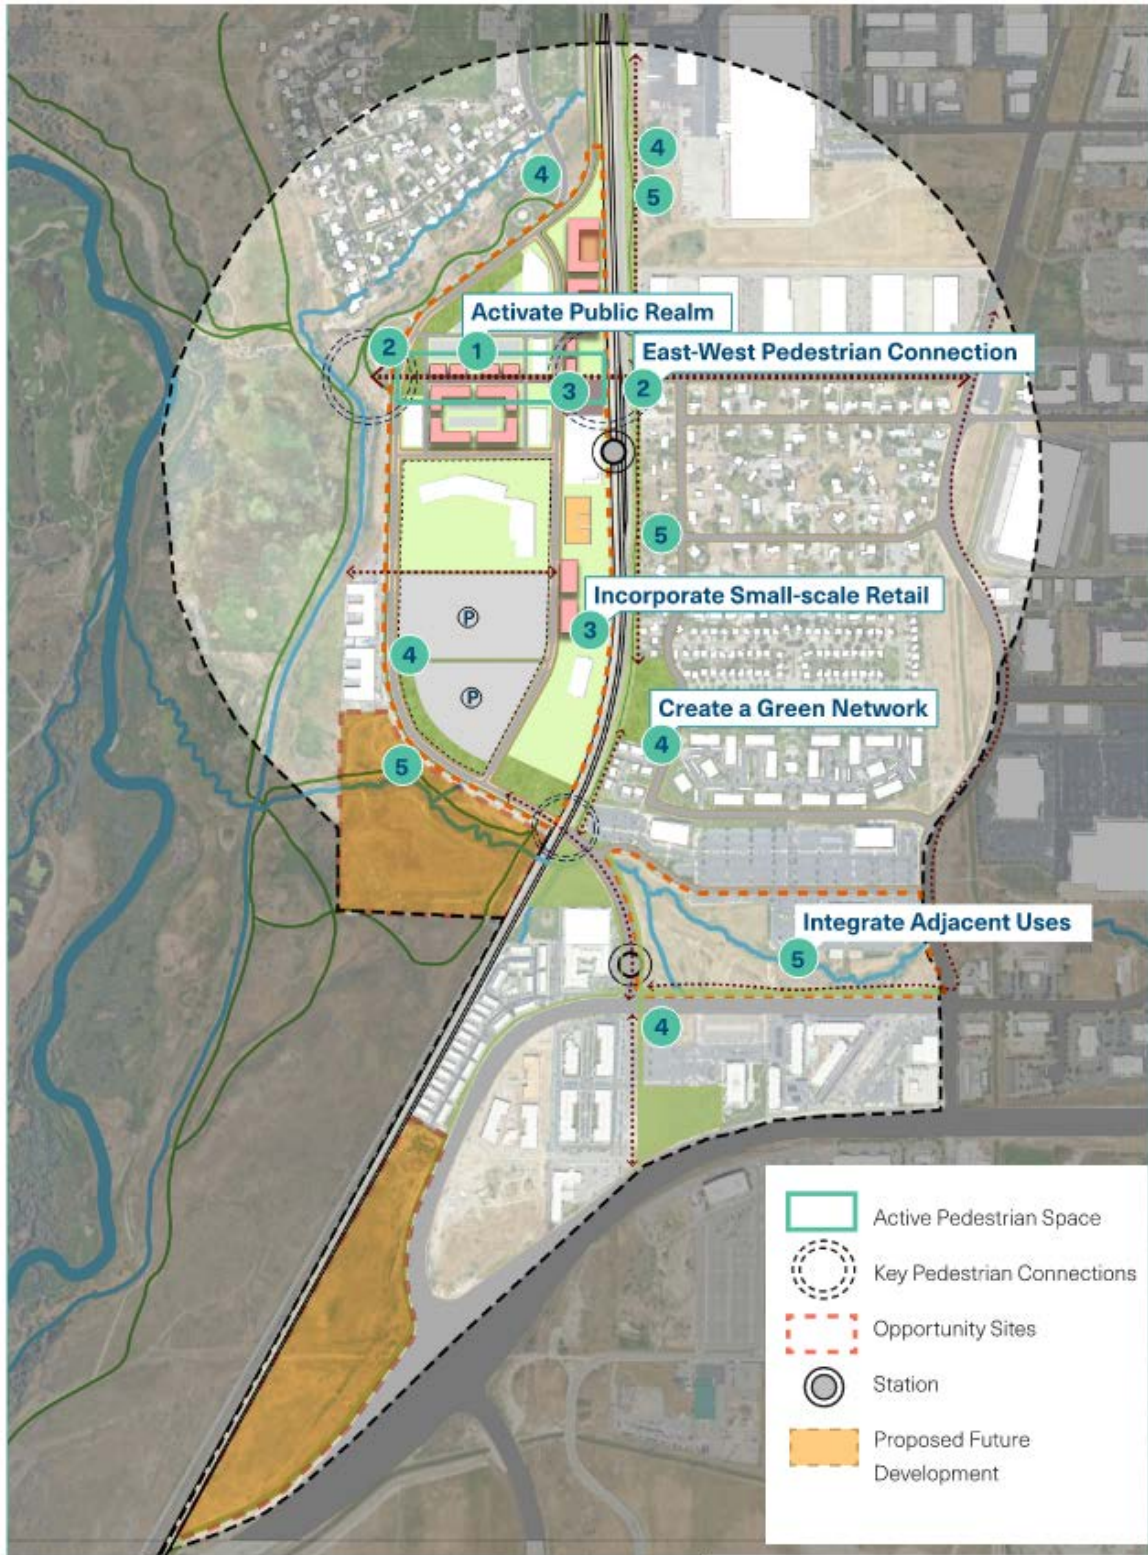 4
5
4
Activate Public Realm
2
1
East-West Pedestrian Connection
3
2
5
Incorporate Small-scale Retail
P
3
4
P
Create a Green Network
4
5
Integrate Adjacent Uses
5
4
Active Pedestrian Space
Key Pedestrian Connections
Opportunity Sites
Station
Proposed Future
Development